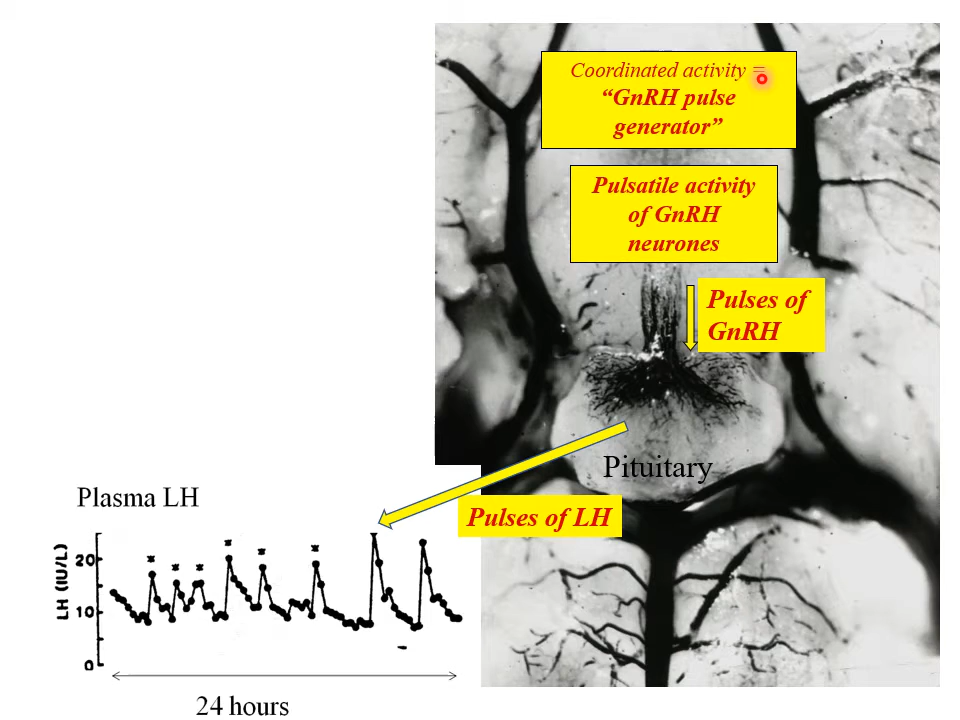 Coordinated activity =
“GnRH pulse
generator”
Pulsatile activity
of GnRH
neurones
Pulses of
GnRH
Pituitary
Pulses of LH
Plasma LH
LH (IU/L)
20
10
0
24 hours